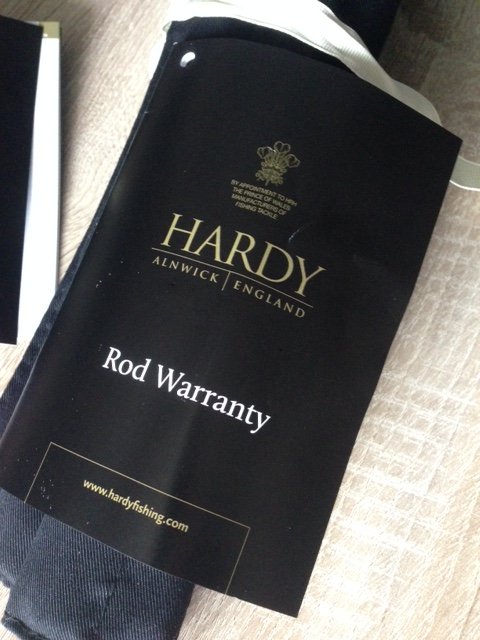 BY APPOINTMENT TO HRH
THE PRINCE OF WALES
MANUFACTURERS OF
FISHING TACKLE
HARDY
ALNWICK | ENGLAND
Rod Warranty
www.hardyfishing.com